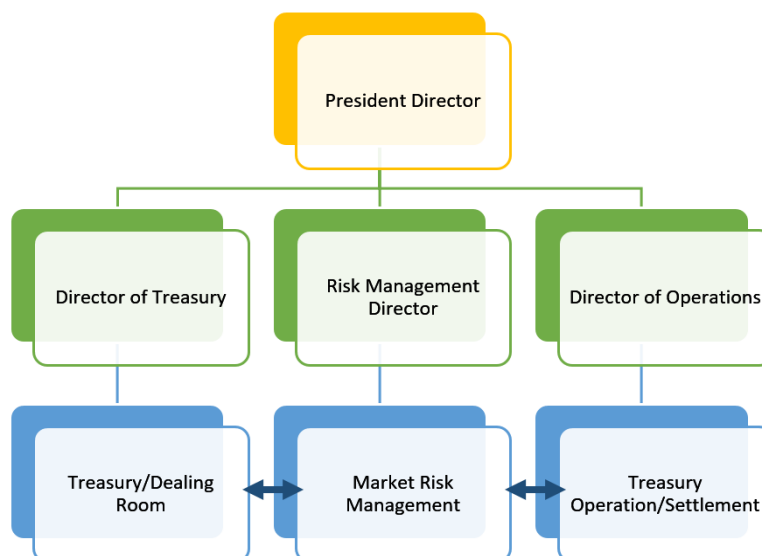 President Director
Director of Treasury
Risk Management
Director
Director of Operations
Treasury/Dealing
Room
Market Risk
Management
Treasury
Operation/Settlement